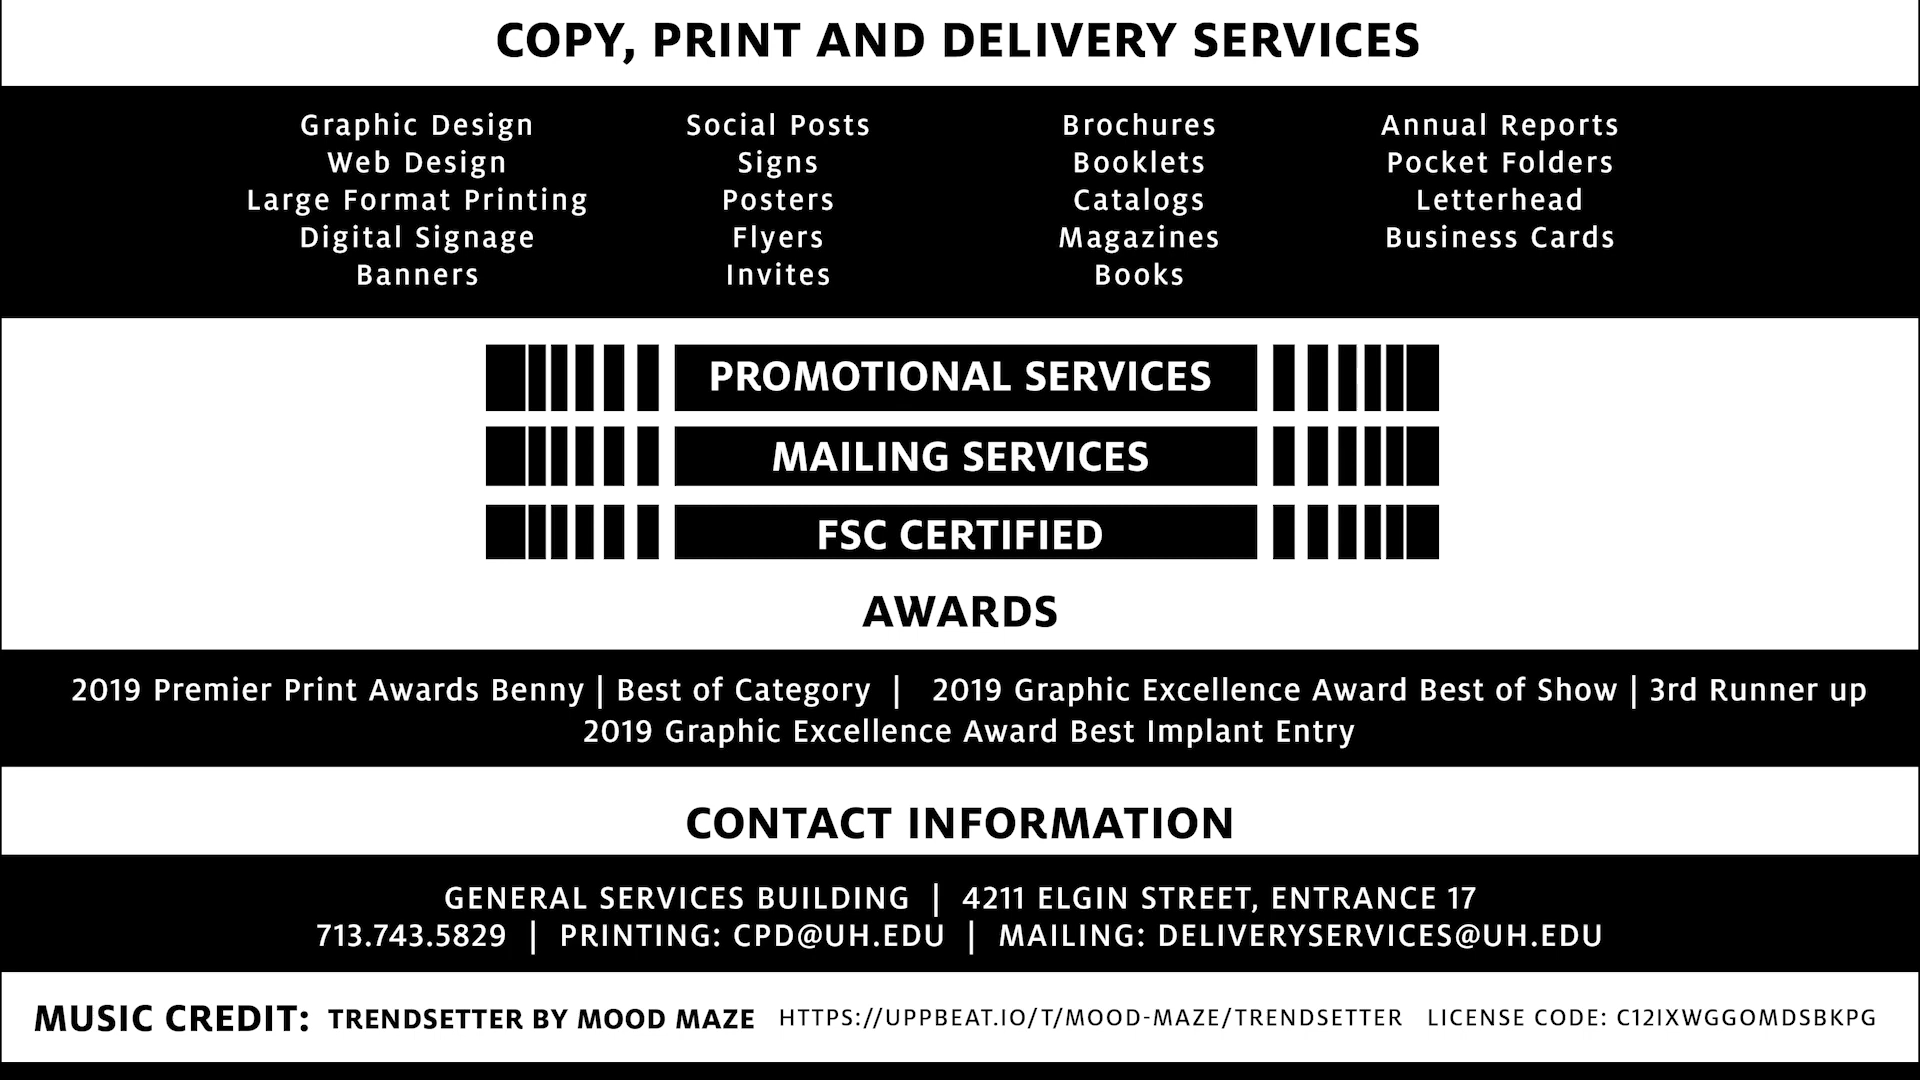 COPY, PRINT AND DELIVERY SERVICES
Graphic Design
Web Design
Large Format Printing
Digital Signage
Banners
Social Posts
Signs
Posters
Flyers
Invites
Brochures
Booklets
Catalogs
Magazines
Books
Annual Reports
Pocket Folders
Letterhead
Business Cards
PROMOTIONAL SERVICES
MAILING SERVICES
FSC CERTIFIED
AWARDS
2019 Premier Print Awards Benny | Best of Category | 2019 Graphic Excellence Award Best of Show | 3rd Runner up
2019 Graphic Excellence Award Best Implant Entry
CONTACT INFORMATION
GENERAL SERVICES BUILDING | 4211 ELGIN STREET, ENTRANCE 17
713.743.5829 | PRINTING: CPD@UH.EDU | MAILING: DELIVERYSERVICES@UH.EDU
MUSIC CREDIT: TRENDSETTER BY MOOD MAZE HTTPS://UPPBEAT.IO/T/MOOD-MAZE/TRENDSETTER LICENSE CODE: C12IXWGGOMDSBKPG